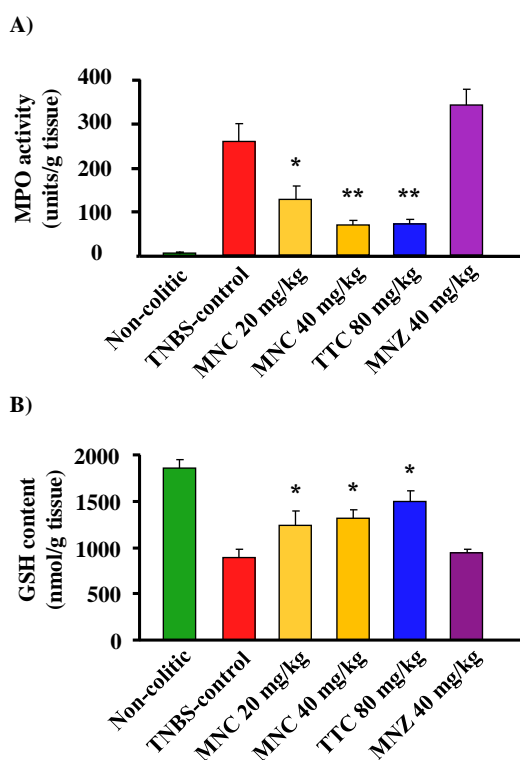 A)
MPO activity
(units/g tissue)
400
300
200
100
0
*
**
**
Non-colitic
TNBS-control
MNC 20 mg/kg
MNC 40 mg/kg
TTC 80 mg/kg
MNZ 40 mg/kg
B)
GSH content
(nmol/g tissue)
2000
1500
1000
500
0
*
*
*
Non-colitic
TNBS-control
MNC 20 mg/kg
MNC 40 mg/kg
TTC 80 mg/kg
MNZ 40 mg/kg